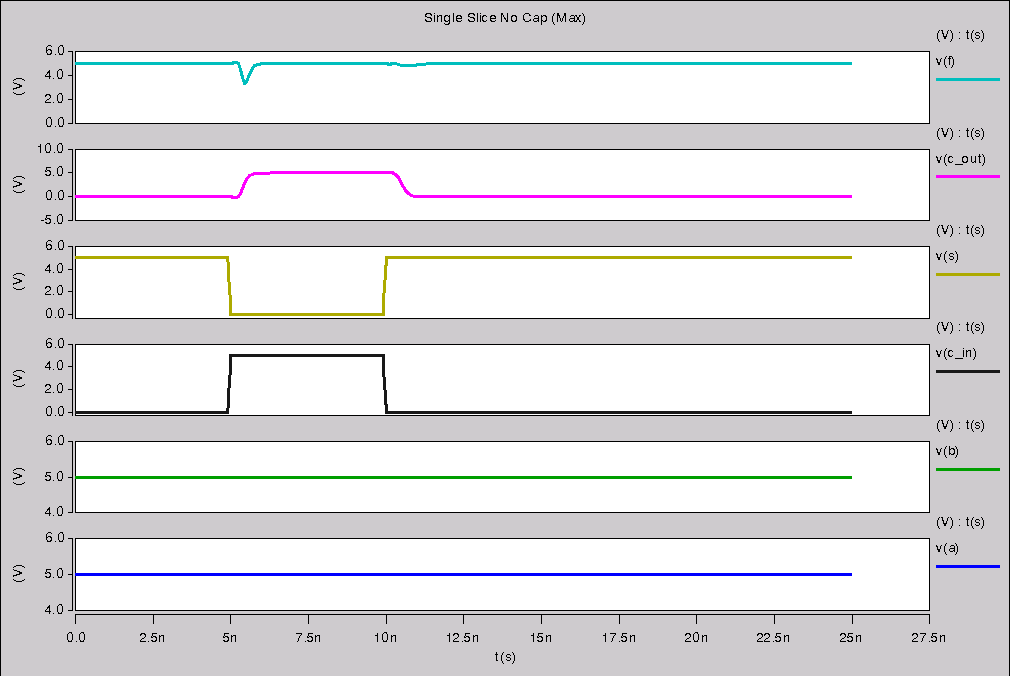 Single Slice No Cap (Max)
(V) : t(s)
v(f)
6.0
4.0
2.0
0.0
(V)
(V) : t(s)
v(c_out)
10.0
5.0
0.0
-5.0
(V)
(V) : t(s)
v(s)
6.0
4.0
2.0
0.0
(V)
(V) : t(s)
v(c_in)
6.0
4.0
2.0
0.0
(V)
(V) : t(s)
v(b)
6.0
5.0
4.0
(V)
(V) : t(s)
v(a)
6.0
5.0
4.0
(V)
0.0 2.5n 5n 7.5n 10n 12.5n 15n 17.5n 20n 22.5n 25n 27.5n
t(s)